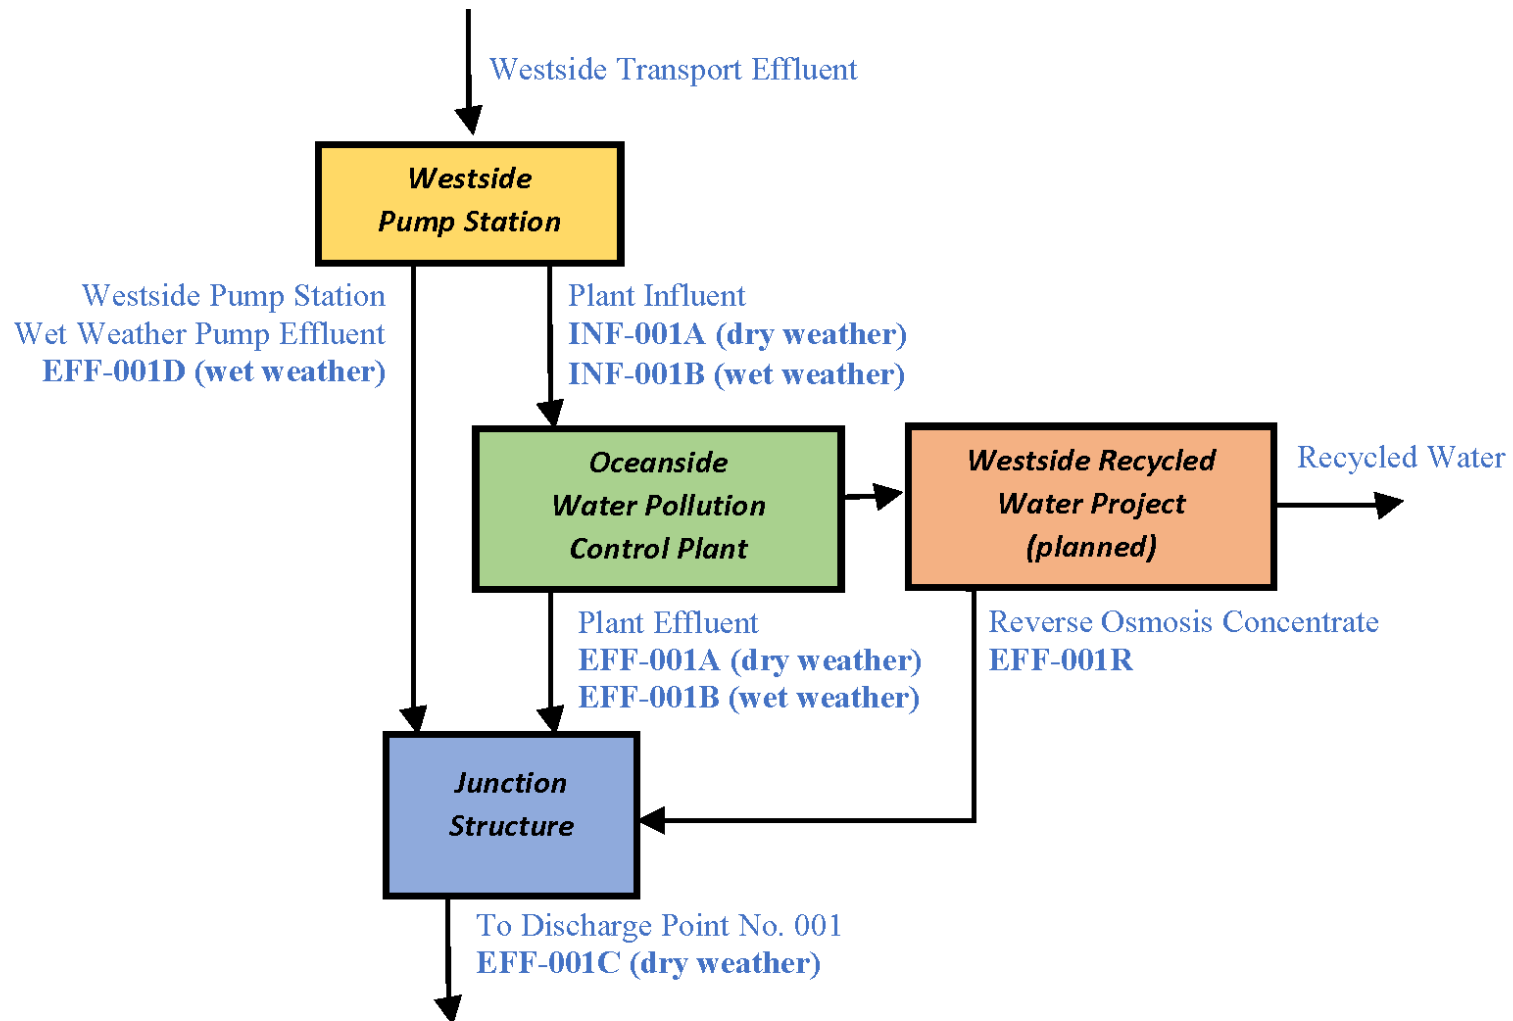 Westside Transport Effluent
Westside
Pump Station
Westside Pump Station
Wet Weather Pump Effluent
EFF-001D (wet weather)
Plant Influent
INF-001A (dry weather)
INF-001B (wet weather)
Oceanside
Water Pollution
Control Plant
Westside Recycled
Water Project
(planned)
Recycled Water
Plant Effluent
EFF-001A (dry weather)
EFF-001B (wet weather)
Reverse Osmosis Concentrate
EFF-001R
Junction
Structure
To Discharge Point No. 001
EFF-001C (dry weather)